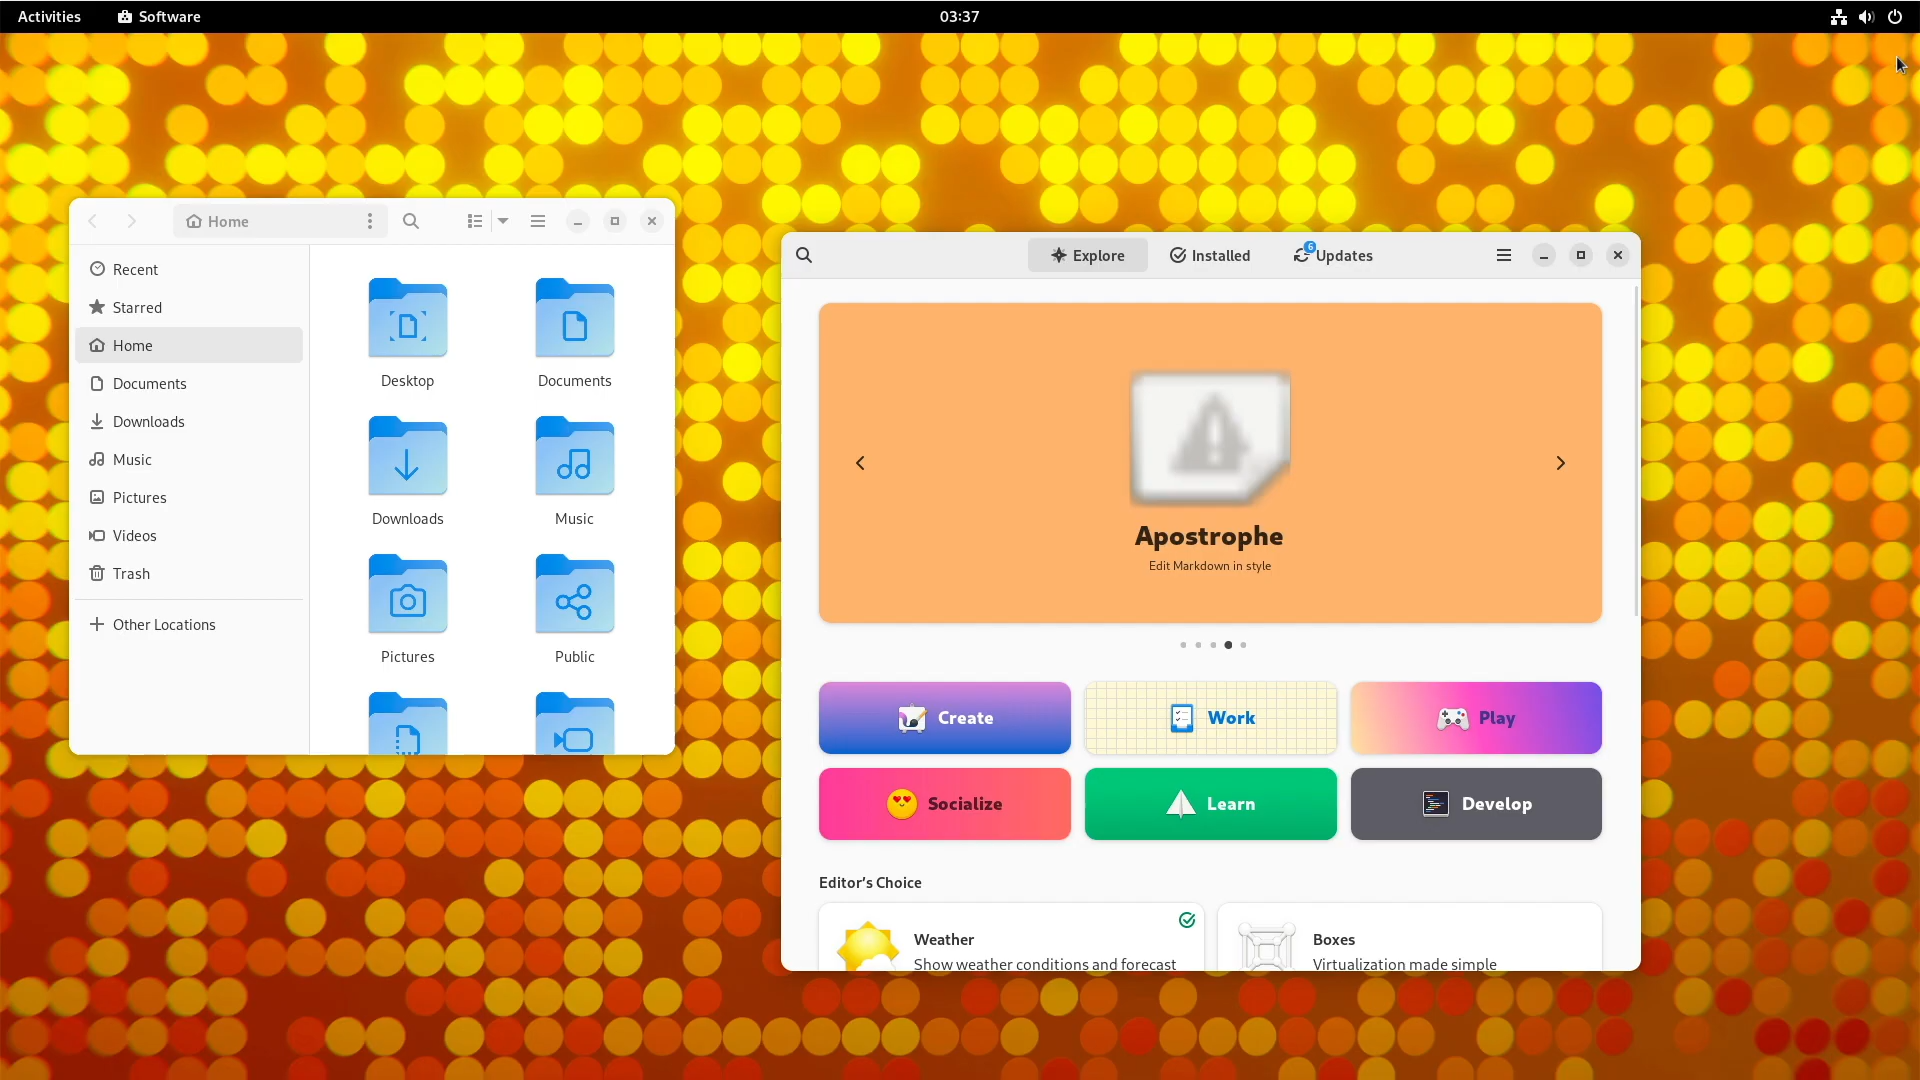 Activities
Software
03:37
Home
Recent
Starred
Home
Documents
Downloads
Music
Pictures
Videos
Trash
Other Locations
Desktop
Documents
Downloads
Music
Pictures
Public
Explore
Installed
6
Updates
Apostrophe
Edit Markdown in style
Create
Work
Play
Socialize
Learn
Develop
Editor’s Choice
Weather
Show weather conditions and forecast
Boxes
Virtualization made simple